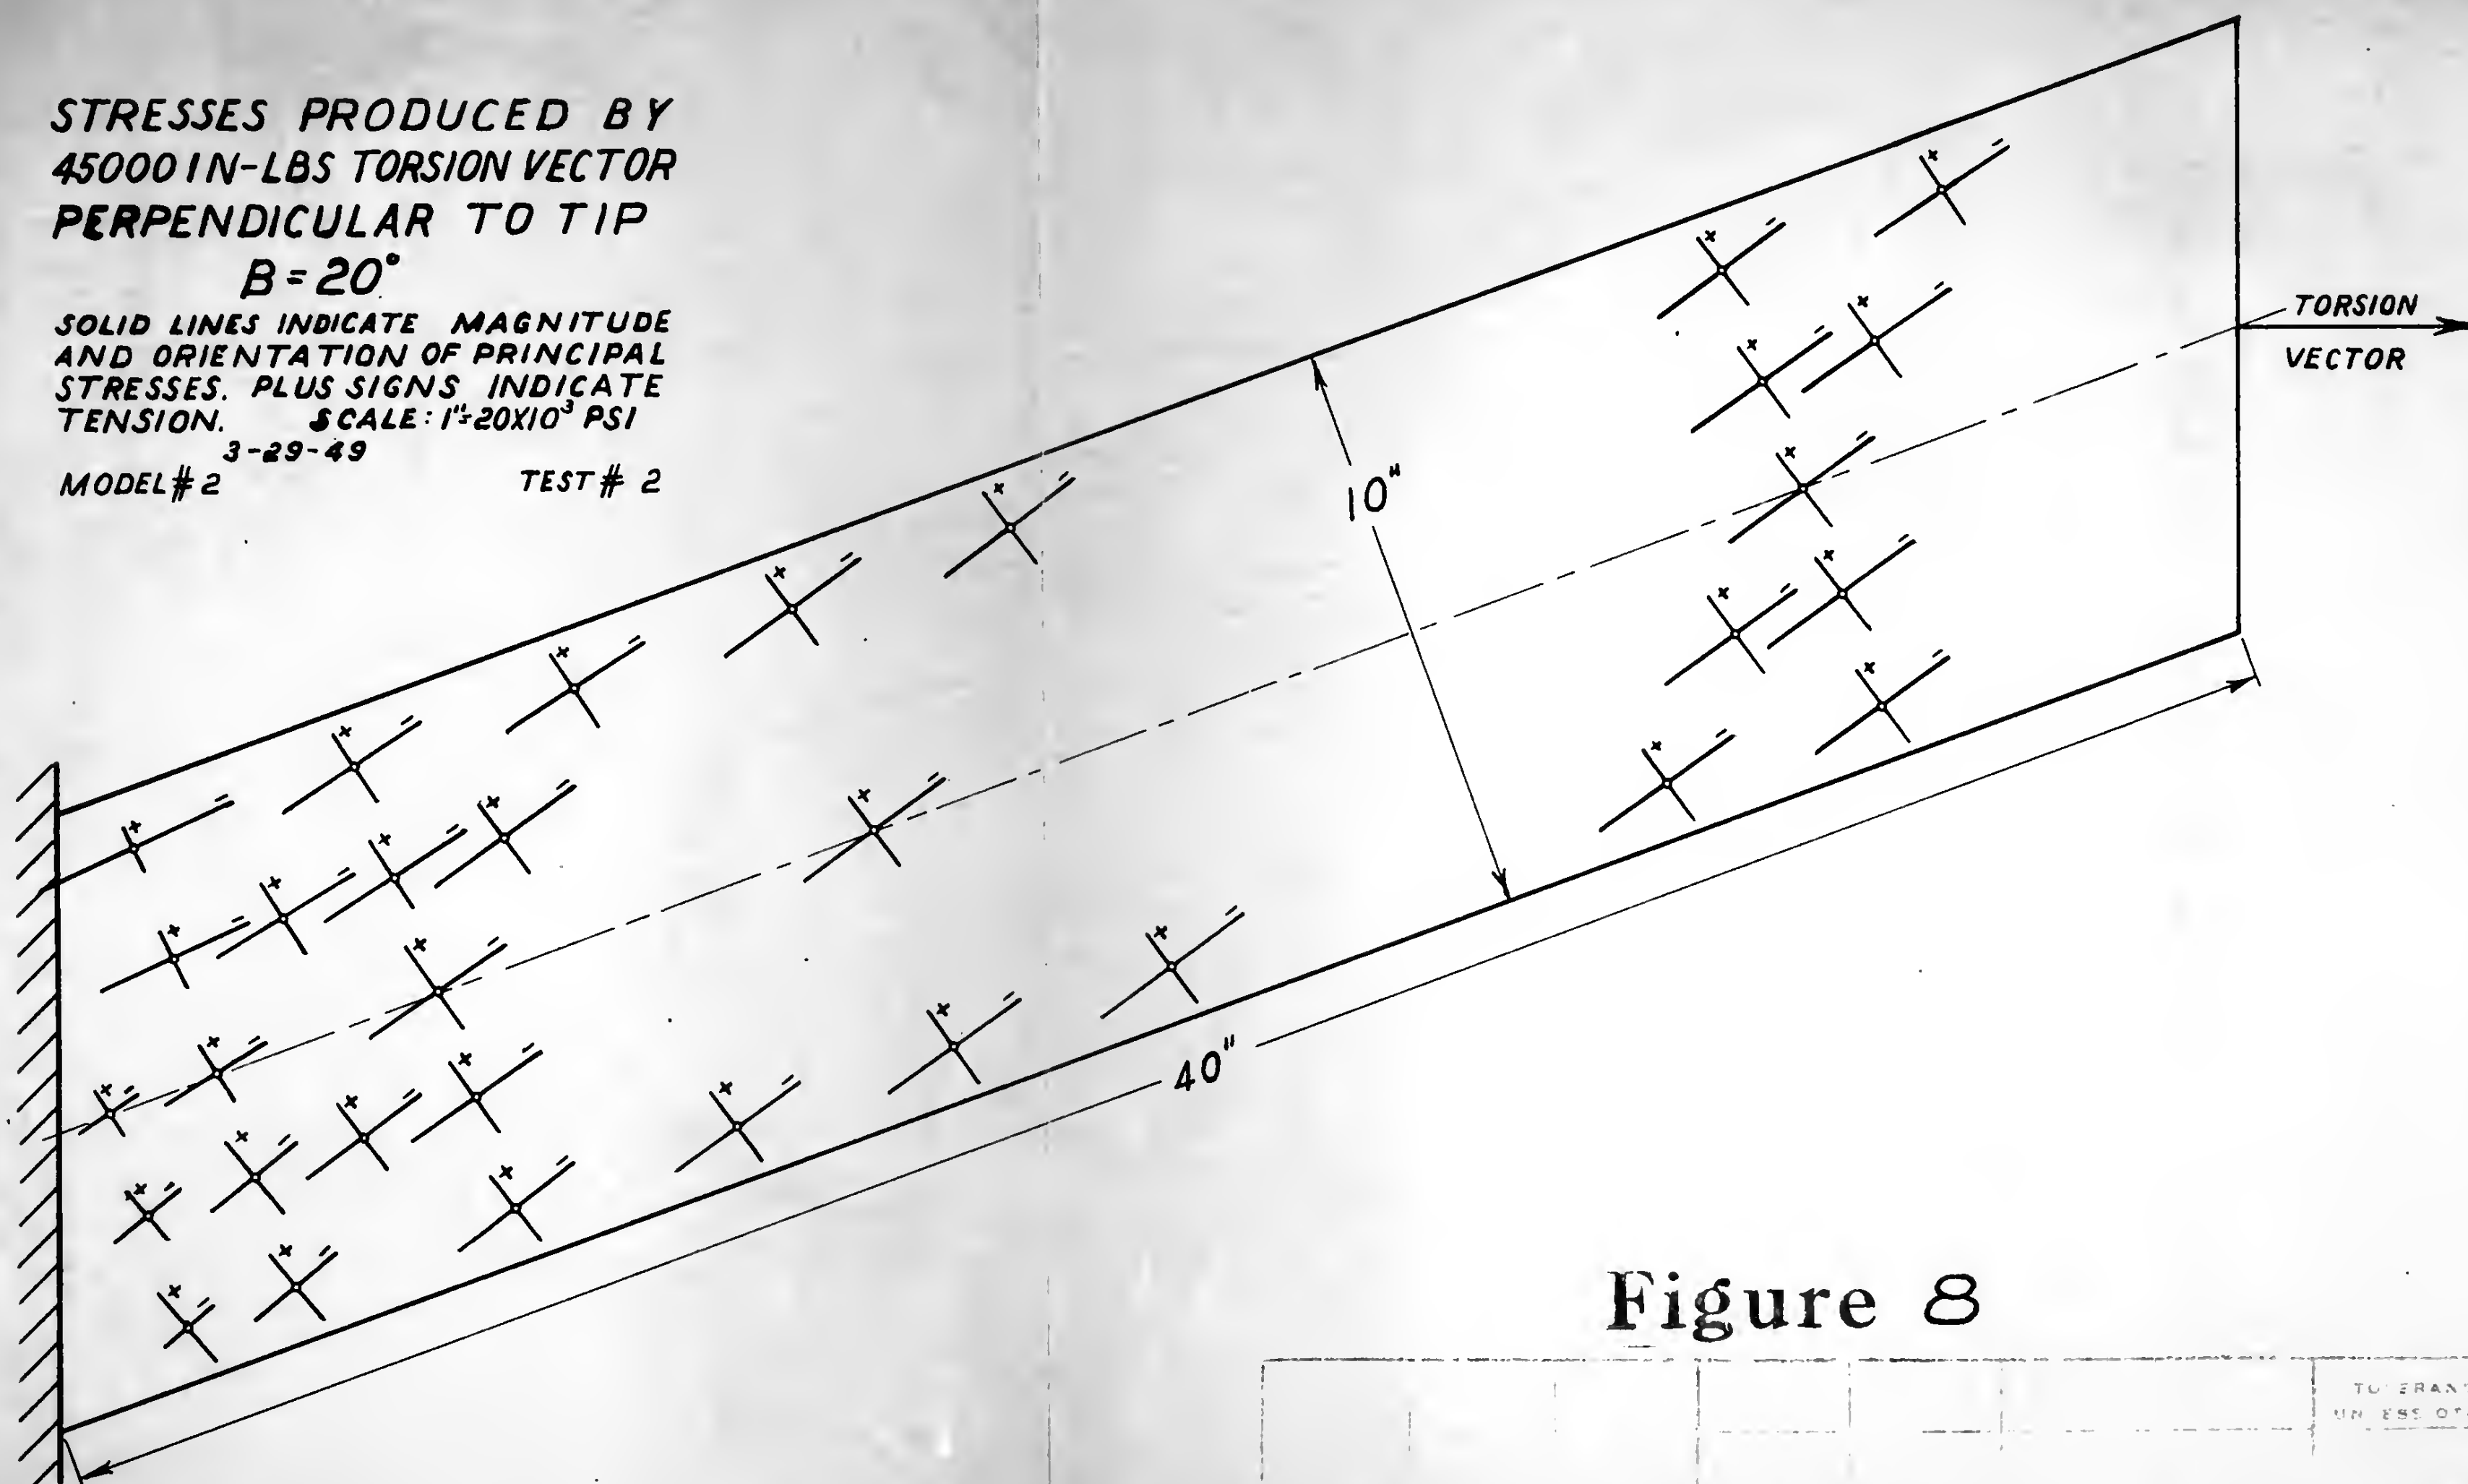 STRESSES PRODUCED BY
45000 IN-LBS TORSION VECTOR
PERPENDICULAR TO TIP
B = 20°
SOLID LINES INDICATE MAGNITUDE
AND ORIENTATION OF PRINCIPAL
STRESSES. PLUS SIGNS INDICATE
TENSION. SCALE: 1"=20X10³ PSI
3-29-49
MODEL # 2 TEST # 2
TORSION
VECTOR
10"
40"
Figure 8